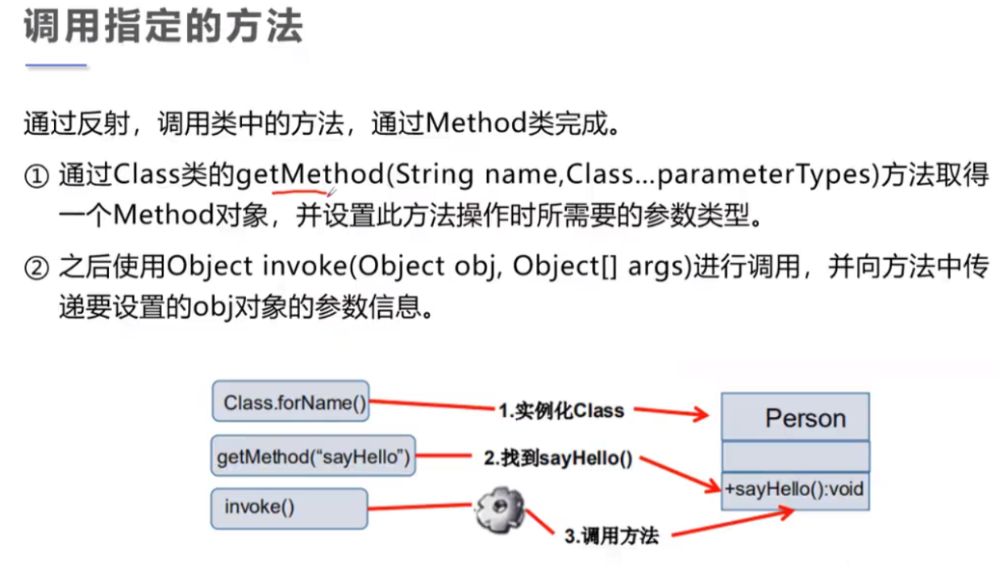 调用指定的方法
通过反射，调用类中的方法，通过Method类完成。
① 通过Class类的getMethod(String name,Class…parameterTypes)方法取得
一个Method对象，并设置此方法操作时所需要的参数类型。
② 之后使用Object invoke(Object obj, Object[] args)进行调用，并向方法中传
递要设置的obj对象的参数信息。
Class.forName()
1.实例化Class
Person
getMethod(“sayHello”)
2.找到sayHello()
+sayHello():void
invoke()
3.调用方法